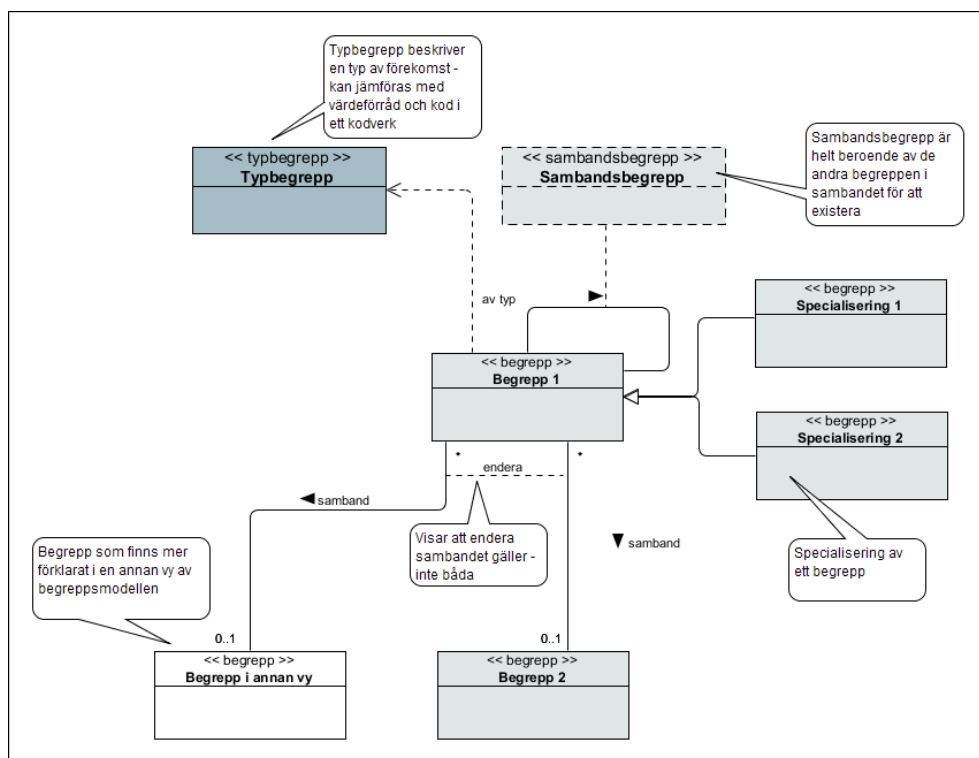 Typbegrepp beskriver
en typ av förekomst -
kan jämföras med
värdeförråd och kod i
ett kodverk
<< typbegrepp >>
Typbegrepp
<< sambandsbegrepp >>
Sambandsbegrepp
Sambandsbegrepp är
helt beroende av de
andra begreppen i
sambandet för att
existera
av typ
<< begrepp >>
Specialisering 1
<< begrepp >>
Begrepp 1
<< begrepp >>
Specialisering 2
*
*
endera
samband
Visar att endera
sambandet gäller -
inte båda
samband
Specialisering av
ett begrepp
Begrepp som finns mer
förklarat i en annan vy av
begreppsmodellen
0..1
0..1
<< begrepp >>
Begrepp i annan vy
<< begrepp >>
Begrepp 2